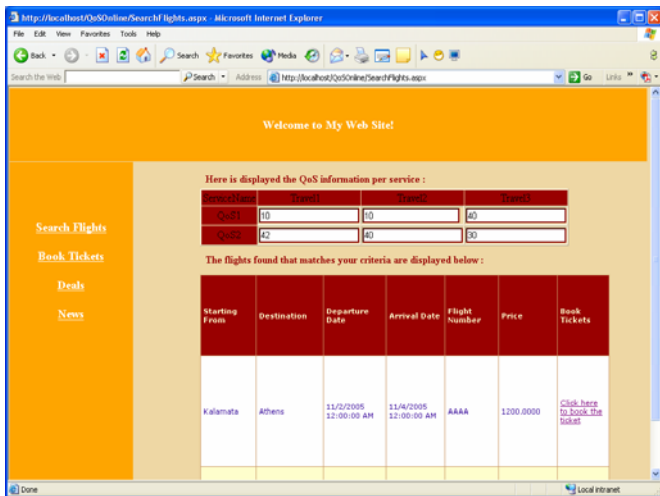 http://localhost/QoSOnline/SearchFlights.aspx - Microsoft Internet Explorer
File Edit View Favorites Tools Help
Back Search Favorites Media
Search the Web Search Address http://localhost/QoSOnline/SearchFlights.aspx Go Links
Welcome to My Web Site!
Here is displayed the QoS information per service :
ServiceName Travel1 Travel2 Travel3
QoS1 10 10 40
QoS2 42 40 30
Search Flights
Book Tickets
Deals
News
The flights found that matches your criteria are displayed below :
Starting From Destination Departure Date Arrival Date Flight Number Price Book Tickets
Kalamata Athens 11/2/2005 12:00:00 AM 11/4/2005 12:00:00 AM AAAA 1200.0000 Click here to book the ticket
Done Local intranet